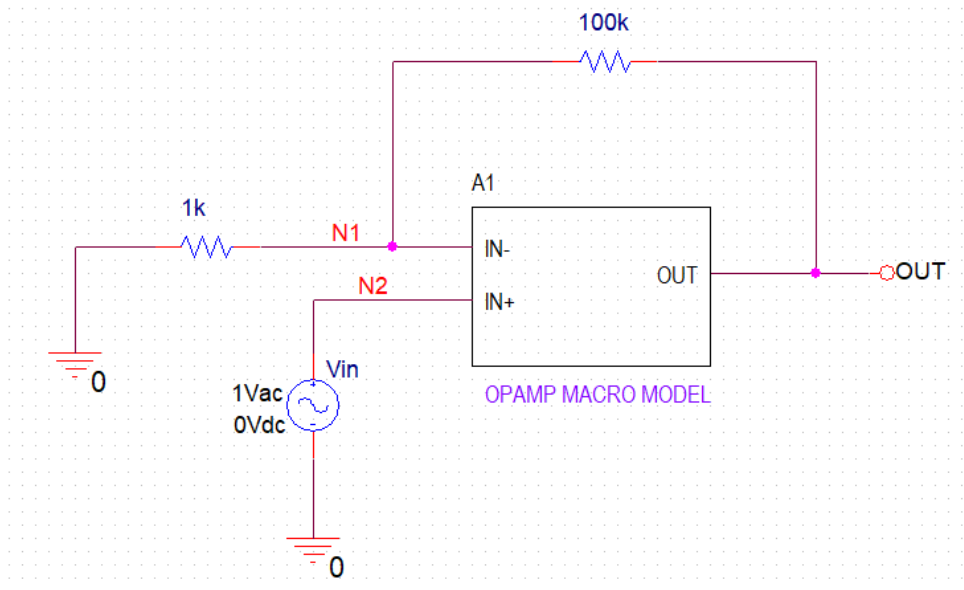 100k
A1
1k
N1
IN-
OUT
OUT
N2
IN+
Vin
1Vac
0Vdc
OPAMP MACRO MODEL
0
0